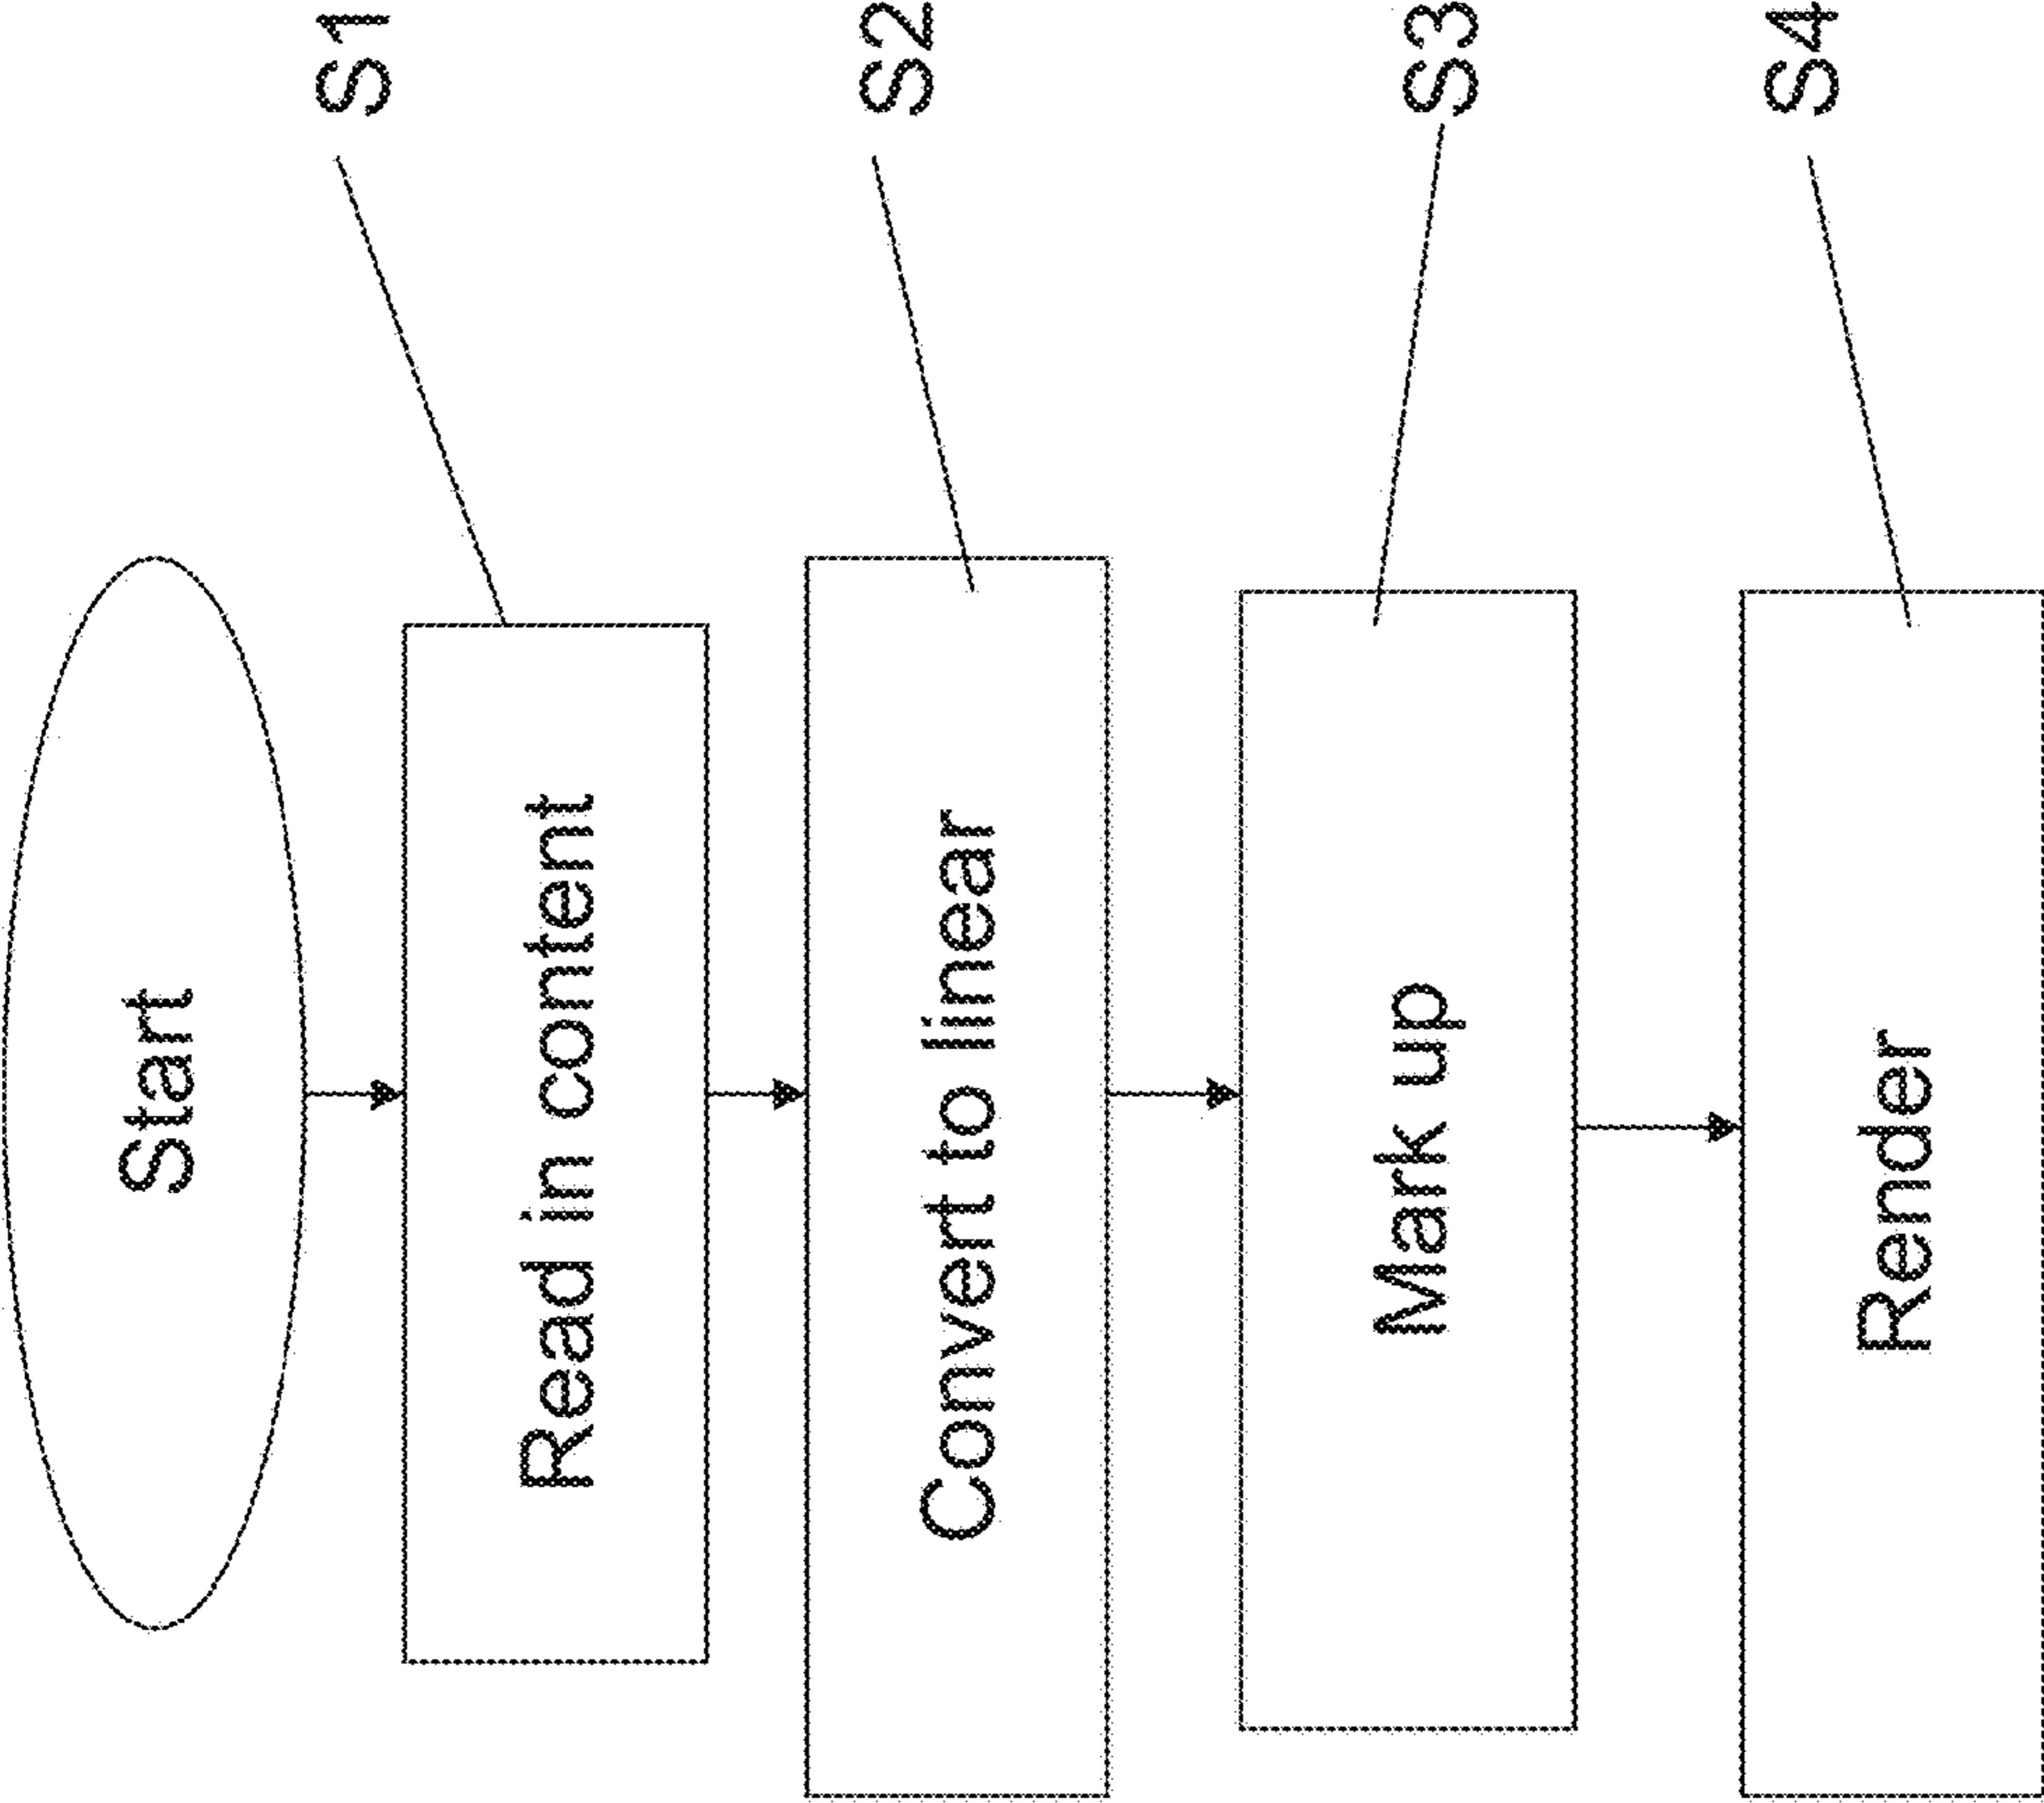 Start
S1
Read in content
S2
Convert to linear
S3
Mark up
S4
Render